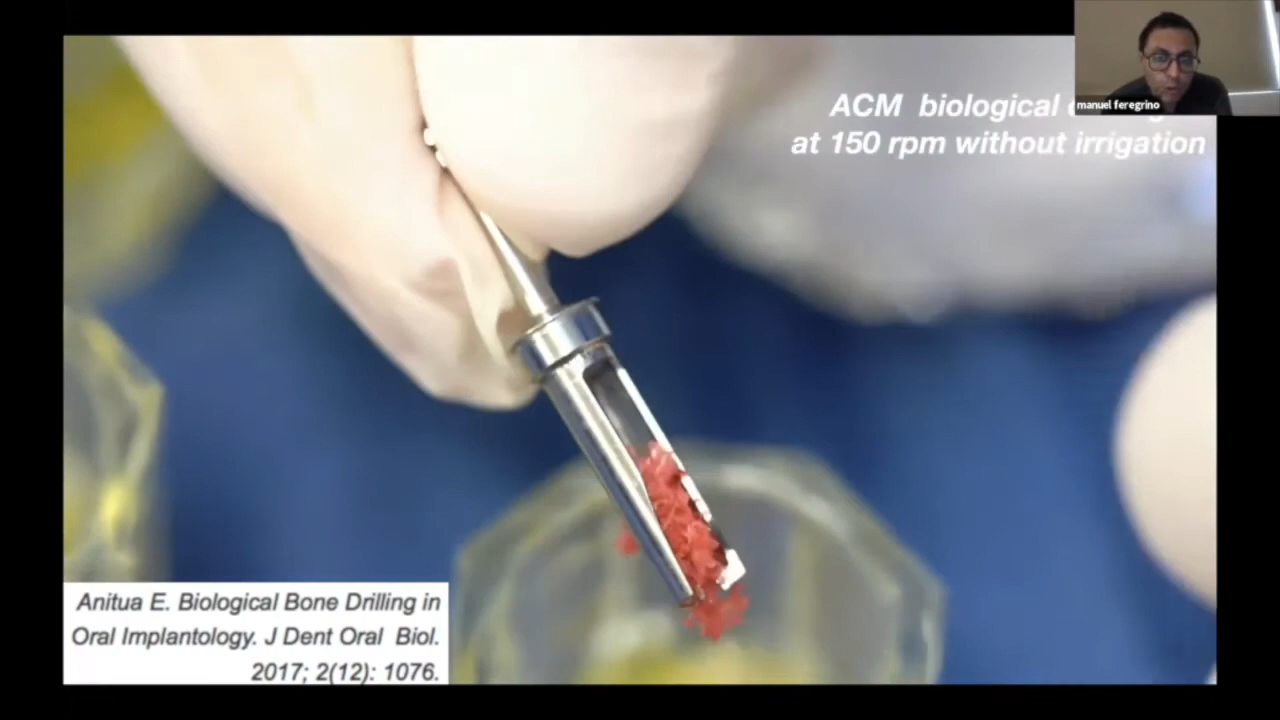 ACM biological
at 150 rpm without irrigation
manuel feregrino
Anitua E. Biological Bone Drilling in
Oral Implantology. J Dent Oral Biol.
2017; 2(12): 1076.